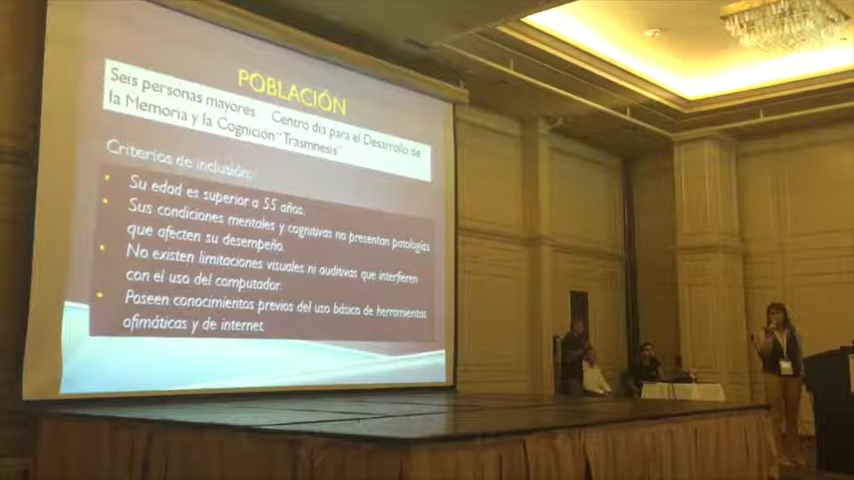 POBLACIÓN
Seis personas mayores. Centro día para el Desarrollo de
la Memoria y la Cognición "Trasmnesis"
Criterios de inclusión:
• Su edad es superior a 55 años.
• Sus condiciones mentales y cognitivas no presentan patologías
que afecten su desempeño.
• No existen limitaciones visuales ni auditivas que interfieren
con el uso del computador.
• Poseen conocimientos previos del uso básico de herramientas
ofimáticas y de internet